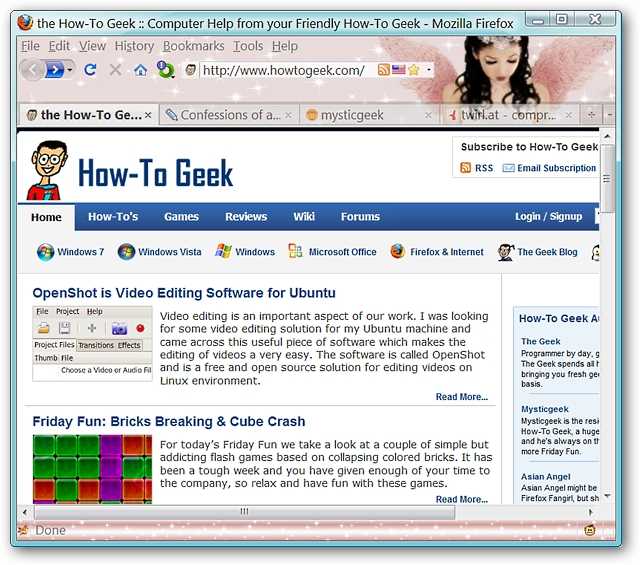 the How-To Geek :: Computer Help from your Friendly How-To Geek - Mozilla Firefox
File Edit View History Bookmarks Tools Help
http://www.howtogeek.com/
the How-To Ge... Confessions of a... mysticgeek twirl.at - compr...
How-To Geek
Subscribe to How-To Geek
RSS Email Subscription
Home How-To's Games Reviews Wiki Forums Login / Signup
Windows 7 Windows Vista Windows Microsoft Office Firefox & Internet The Geek Blog
OpenShot is Video Editing Software for Ubuntu
File Project Help
Project Files Transitions Effects
Thumb File
Choose a Video or Audio Fil
Video editing is an important aspect of our work. I was looking
for some video editing solution for my Ubuntu machine and
came across this useful piece of software which makes the
editing of videos a very easy. The software is called OpenShot
and is a free and open source solution for editing videos on
Linux environment.
Read More...
Friday Fun: Bricks Breaking & Cube Crash
For today's Friday Fun we take a look at a couple of simple but
addicting flash games based on collapsing colored bricks. It has
been a tough week and you have given enough of your time to
the company, so relax and have fun with these games.
Read More...
How-To Geek Au
The Geek
Programmer by day, g
The Geek spends all h
bringing you fresh gee
basis.
Mysticgeek
Mysticgeek is the resi
How-To Geek, a huge
and he's always on th
more Friday Fun.
Asian Angel
Asian Angel might be
Firefox Fangirl, but sh
Done